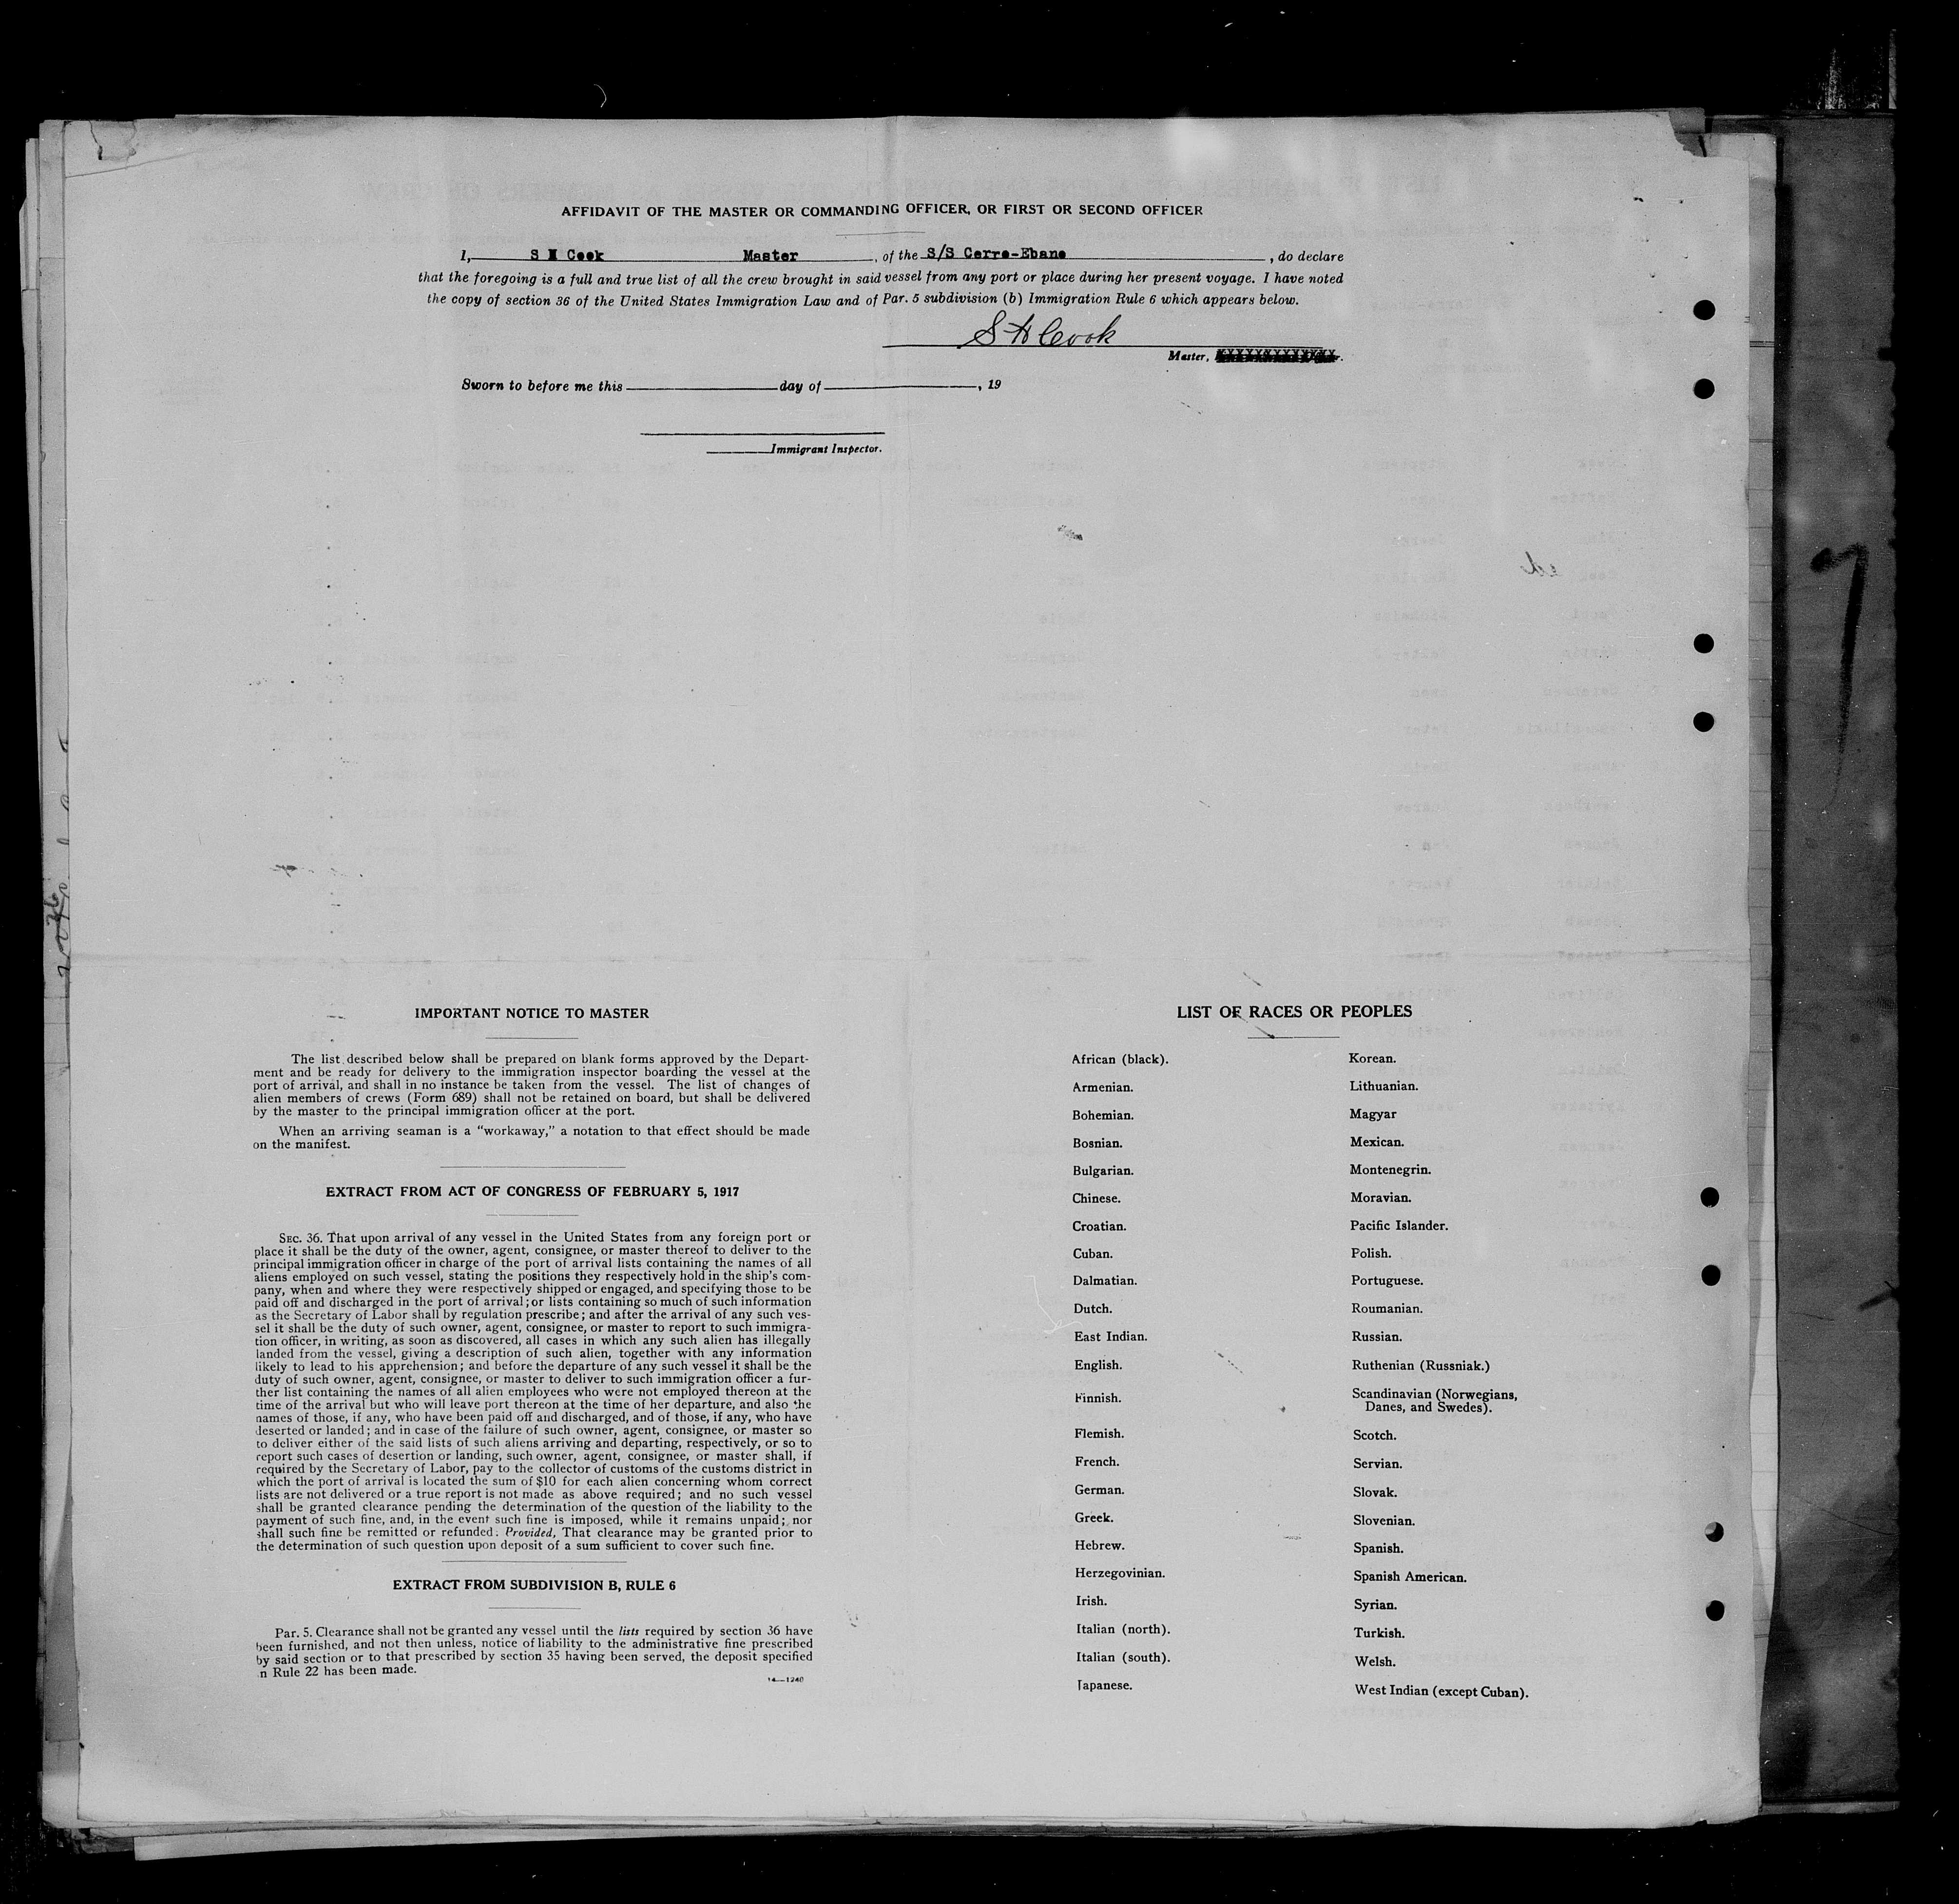 AFFIDAVIT OF THE MASTER OR COMMANDING OFFICER, OR FIRST OR SECOND OFFICER
I, S H Cook Master, of the S/S Cerro-Ebano, do declare
that the foregoing is a full and true list of all the crew brought in said vessel from any port or place during her present voyage. I have noted
the copy of section 36 of the United States Immigration Law and of Par. 5 subdivision (b) Immigration Rule 6 which appears below.
S H Cook
Master,
Sworn to before me this day of , 19
Immigrant Inspector.
IMPORTANT NOTICE TO MASTER
The list described below shall be prepared on blank forms approved by the Depart-
ment and be ready for delivery to the immigration inspector boarding the vessel at the
port of arrival, and shall in no instance be taken from the vessel. The list of changes of
alien members of crews (Form 689) shall not be retained on board, but shall be delivered
by the master to the principal immigration officer at the port.
When an arriving seaman is a "workaway," a notation to that effect should be made
on the manifest.
EXTRACT FROM ACT OF CONGRESS OF FEBRUARY 5, 1917
SEC. 36. That upon arrival of any vessel in the United States from any foreign port or
place it shall be the duty of the owner, agent, consignee, or master thereof to deliver to the
principal immigration officer in charge of the port of arrival lists containing the names of all
aliens employed on such vessel, stating the positions they respectively hold in the ship's com-
pany, when and where they were respectively shipped or engaged, and specifying those to be
paid off and discharged in the port of arrival; or lists containing so much of such information
as the Secretary of Labor shall by regulation prescribe; and after the arrival of any such ves-
sel it shall be the duty of such owner, agent, consignee, or master to report to such immigra-
tion officer, in writing, as soon as discovered, all cases in which any such alien has illegally
landed from the vessel, giving a description of such alien, together with any information
likely to lead to his apprehension; and before the departure of any such vessel it shall be the
duty of such owner, agent, consignee, or master to deliver to such immigration officer a fur-
ther list containing the names of all alien employees who were not employed thereon at the
time of the arrival but who will leave port thereon at the time of her departure, and also the
names of those, if any, who have been paid off and discharged, and of those, if any, who have
deserted or landed; and in case of the failure of such owner, agent, consignee, or master so
to deliver either of the said lists of such aliens arriving and departing, respectively, or so to
report such cases of desertion or landing, such owner, agent, consignee, or master shall, if
required by the Secretary of Labor, pay to the collector of customs of the customs district in
which the port of arrival is located the sum of $10 for each alien concerning whom correct
lists are not delivered or a true report is not made as above required; and no such vessel
shall be granted clearance pending the determination of the question of the liability to the
payment of such fine, and, in the event such fine is imposed, while it remains unpaid; nor
shall such fine be remitted or refunded: Provided, That clearance may be granted prior to
the determination of such question upon deposit of a sum sufficient to cover such fine.
EXTRACT FROM SUBDIVISION B, RULE 6
Par. 5. Clearance shall not be granted any vessel until the lists required by section 36 have
been furnished, and not then unless, notice of liability to the administrative fine prescribed
by said section or to that prescribed by section 35 having been served, the deposit specified
n Rule 22 has been made.
14—1240
LIST OF RACES OR PEOPLES
African (black).
Armenian.
Bohemian.
Bosnian.
Bulgarian.
Chinese.
Croatian.
Cuban.
Dalmatian.
Dutch.
East Indian.
English.
Finnish.
Flemish.
French.
German.
Greek.
Hebrew.
Herzegovinian.
Irish.
Italian (north).
Italian (south).
Japanese.
Korean.
Lithuanian.
Magyar
Mexican.
Montenegrin.
Moravian.
Pacific Islander.
Polish.
Portuguese.
Roumanian.
Russian.
Ruthenian (Russniak.)
Scandinavian (Norwegians,
Danes, and Swedes).
Scotch.
Servian.
Slovak.
Slovenian.
Spanish.
Spanish American.
Syrian.
Turkish.
Welsh.
West Indian (except Cuban).